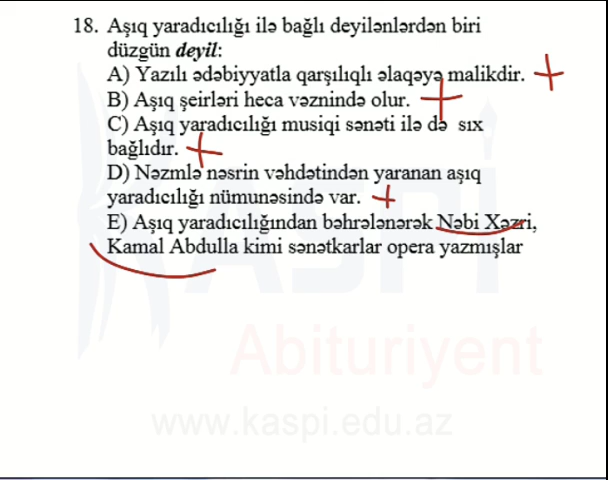 18. Aşıq yaradıcılığı ilə bağlı deyilənlərdən biri
düzgün deyil:
A) Yazılı ədəbiyyatla qarşılıqlı əlaqəyə malikdir.
B) Aşıq şeirləri heca vəznində olur.
C) Aşıq yaradıcılığı musiqi sənəti ilə də sıx
bağlıdır.
D) Nəzmlə nəsrin vəhdətindən yaranan aşıq
yaradıcılığı nümunəsində var.
E) Aşıq yaradıcılığından bəhrələnərək Nəbi Xəzri,
Kamal Abdulla kimi sənətkarlar opera yazmışlar
KASPI
Abituriyent
www.kaspi.edu.az